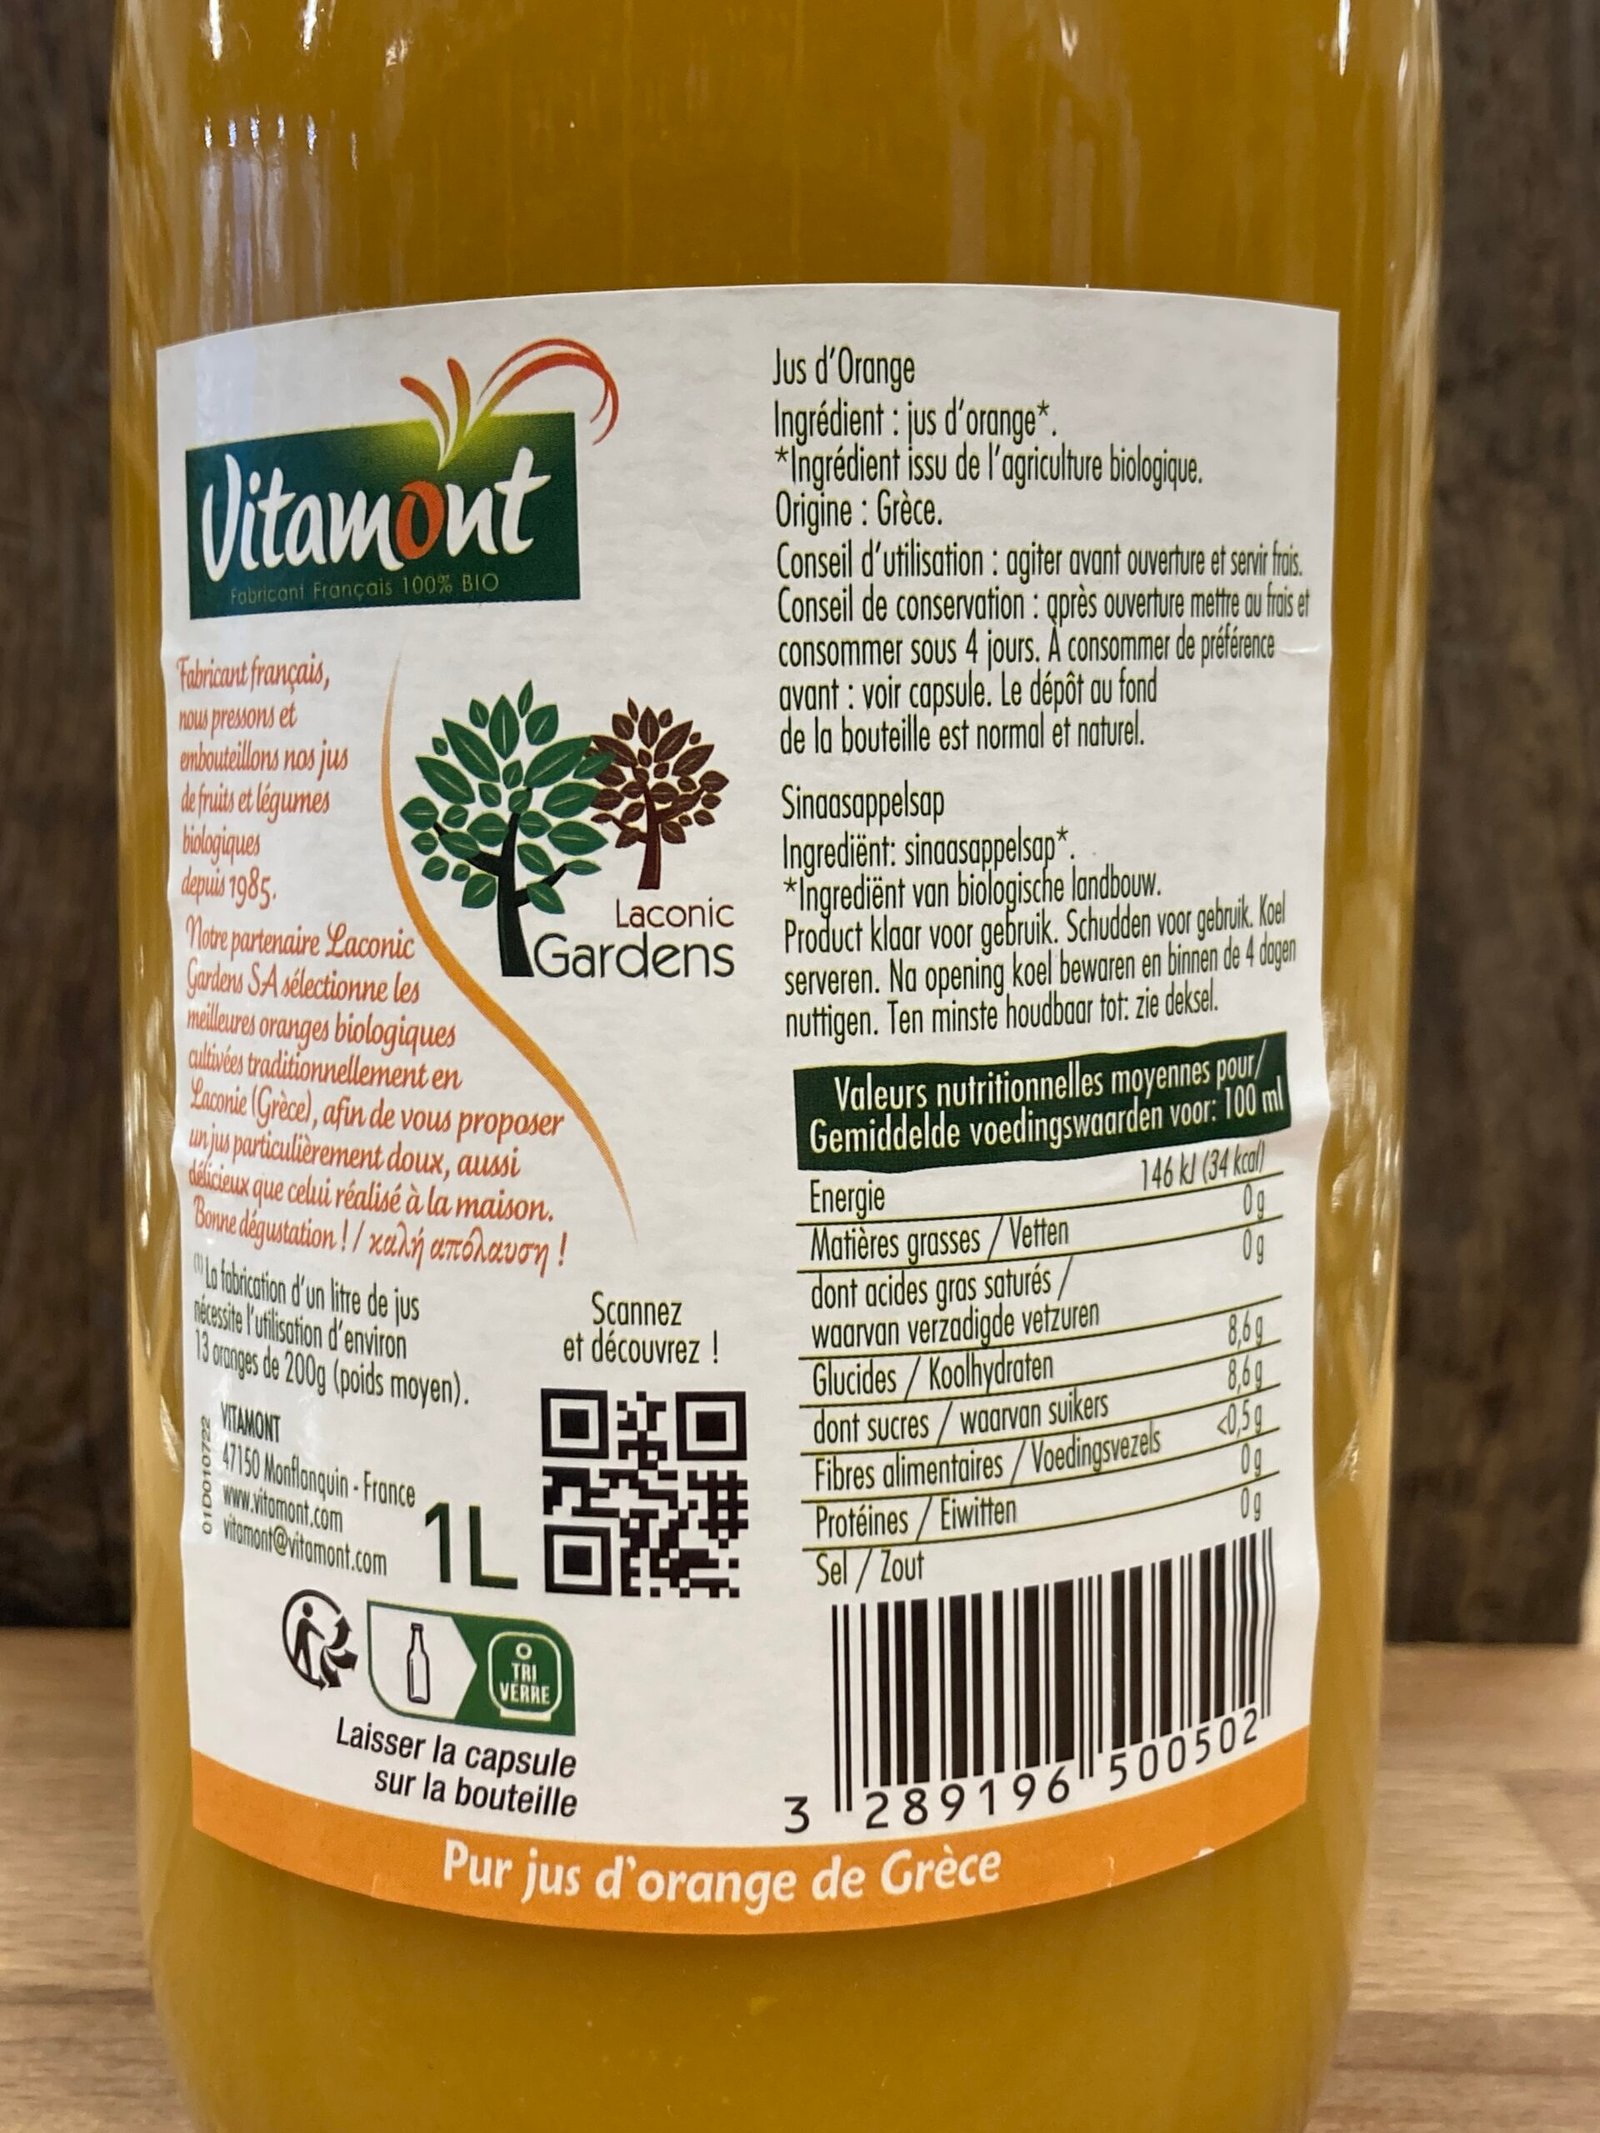 Vitamont
Fabricant Français 100% BIO
Fabricant français,
nous pressons et
embouteillons nos jus
de fruits et légumes
biologiques
depuis 1985.
Notre partenaire Laconic
Gardens SA sélectionne les
meilleures oranges biologiques
cultivées traditionnellement en
Laconie (Grèce), afin de vous proposer
un jus particulièrement doux, aussi
délicieux que celui réalisé à la maison.
Bonne dégustation ! / καλή απόλαυση !
Laconic
Gardens
(1) La fabrication d'un litre de jus
nécessite l'utilisation d'environ
13 oranges de 200g (poids moyen).
VITAMONT
47150 Monflanquin - France
www.vitamont.com
vitamont@vitamont.com
01D010722
1L
Scannez
et découvrez !
TRI
VERRE
Laisser la capsule
sur la bouteille
Jus d'Orange
Ingrédient : jus d'orange*.
*Ingrédient issu de l'agriculture biologique.
Origine : Grèce.
Conseil d'utilisation : agiter avant ouverture et servir frais.
Conseil de conservation : après ouverture mettre au frais et
consommer sous 4 jours. À consommer de préférence
avant : voir capsule. Le dépôt au fond
de la bouteille est normal et naturel.
Sinaasappelsap
Ingrediënt: sinaasappelsap*.
*Ingrediënt van biologische landbouw.
Product klaar voor gebruik. Schudden voor gebruik. Koel
serveren. Na opening koel bewaren en binnen de 4 dagen
nuttigen. Ten minste houdbaar tot: zie deksel.
Valeurs nutritionnelles moyennes pour/
Gemiddelde voedingswaarden voor: 100 ml
Energie 146 kJ (34 kcal)
Matières grasses / Vetten 0g
dont acides gras saturés / 0g
waarvan verzadigde vetzuren
Glucides / Koolhydraten 8,6g
dont sucres / waarvan suikers 8,6g
Fibres alimentaires / Voedingsvezels <0,5g
Protéines / Eiwitten 0g
Sel / Zout 0g
3 289196 500502
Pur jus d'orange de Grèce